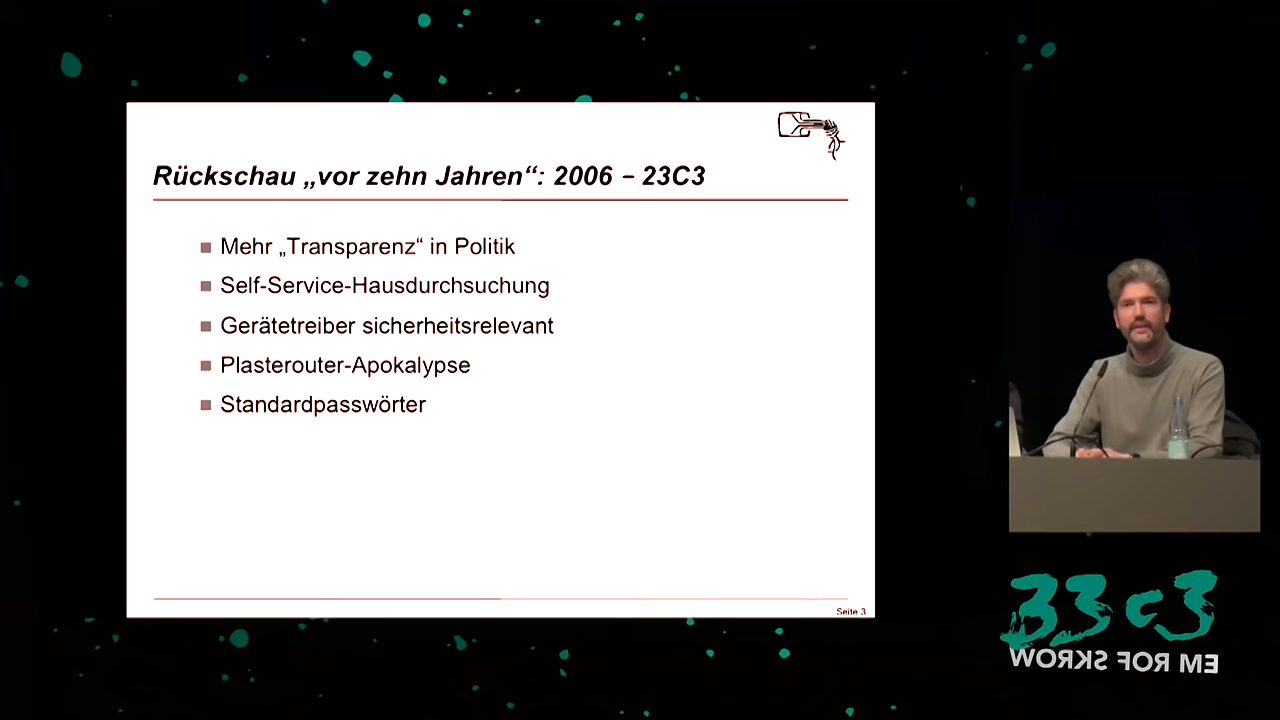 Rückschau „vor zehn Jahren“: 2006 – 23C3
Mehr „Transparenz“ in Politik
Self-Service-Hausdurchsuchung
Gerätetreiber sicherheitsrelevant
Plasterouter-Apokalypse
Standardpasswörter
Seite 3
33C3
WORKS FOR ME